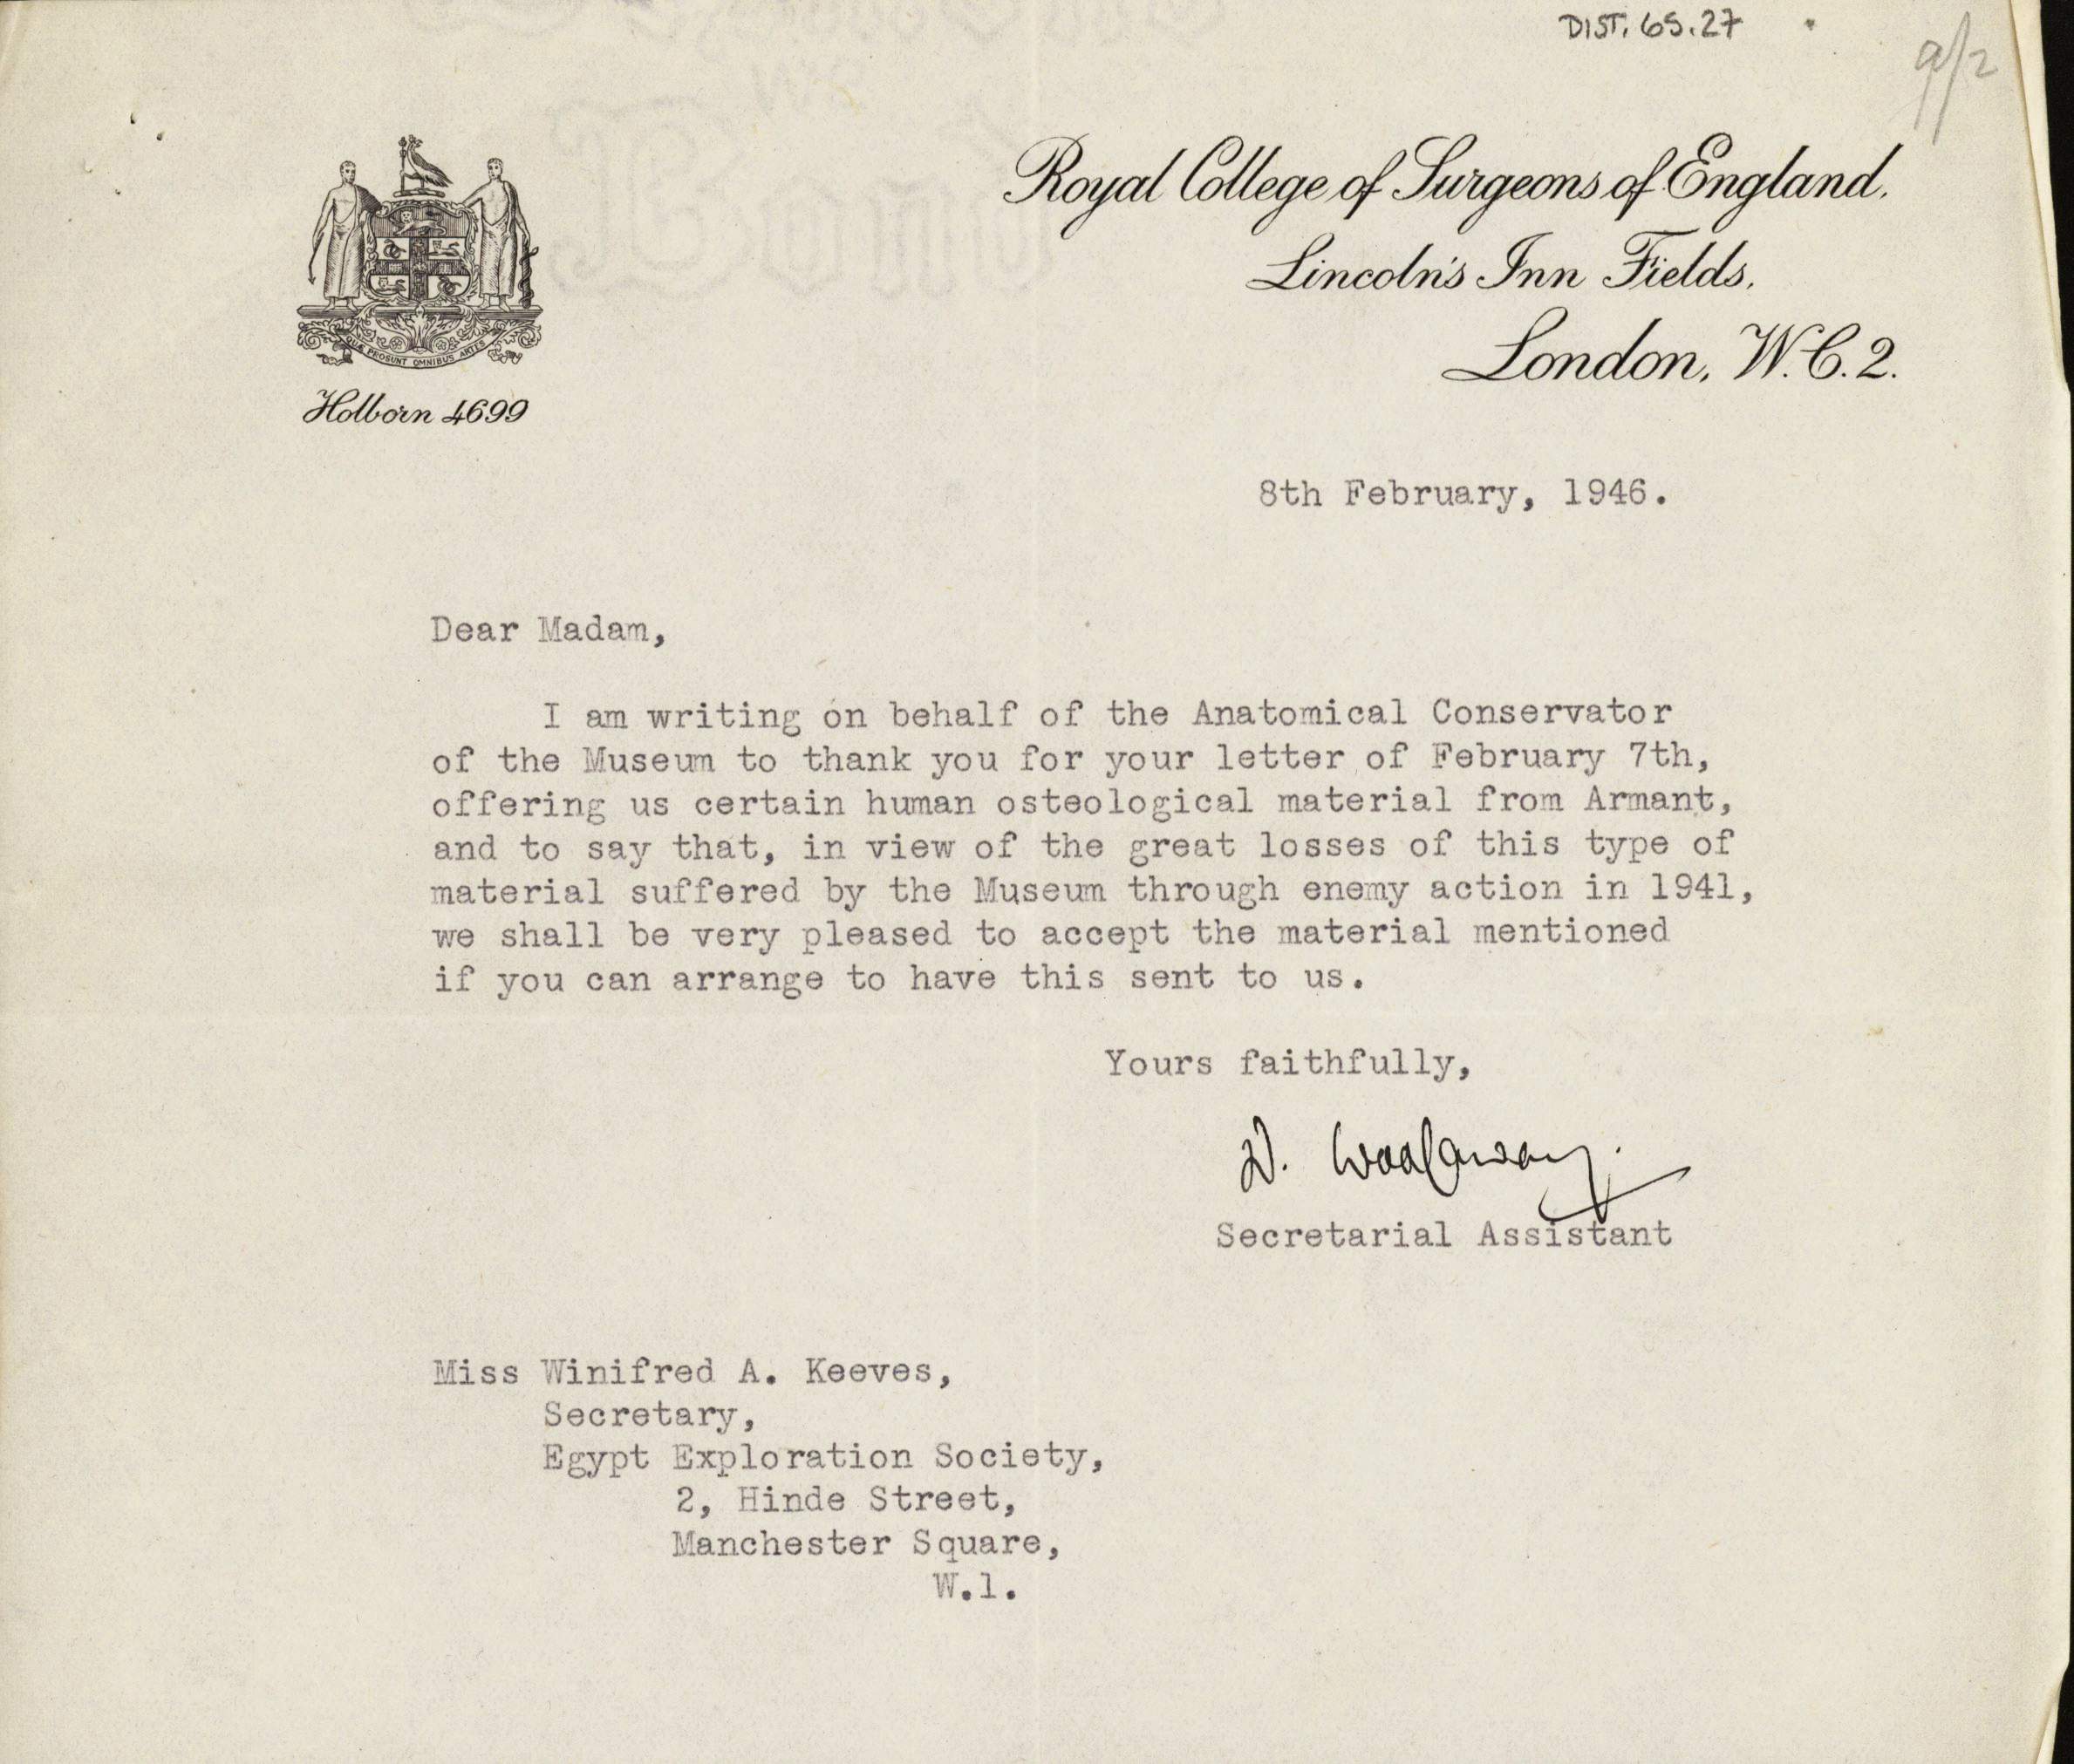 DIST. 65.27
9/2
Royal College of Surgeons of England.
Lincoln's Inn Fields.
London, W.C.2.
QUÆ PROSUNT OMNIBUS ARTES
Holborn 4699
8th February, 1946.
Dear Madam,
I am writing on behalf of the Anatomical Conservator
of the Museum to thank you for your letter of February 7th,
offering us certain human osteological material from Armant,
and to say that, in view of the great losses of this type of
material suffered by the Museum through enemy action in 1941,
we shall be very pleased to accept the material mentioned
if you can arrange to have this sent to us.
Yours faithfully,
Woolaway.
Secretarial Assistant
Miss Winifred A. Keeves,
Secretary,
Egypt Exploration Society,
2, Hinde Street,
Manchester Square,
W.1.